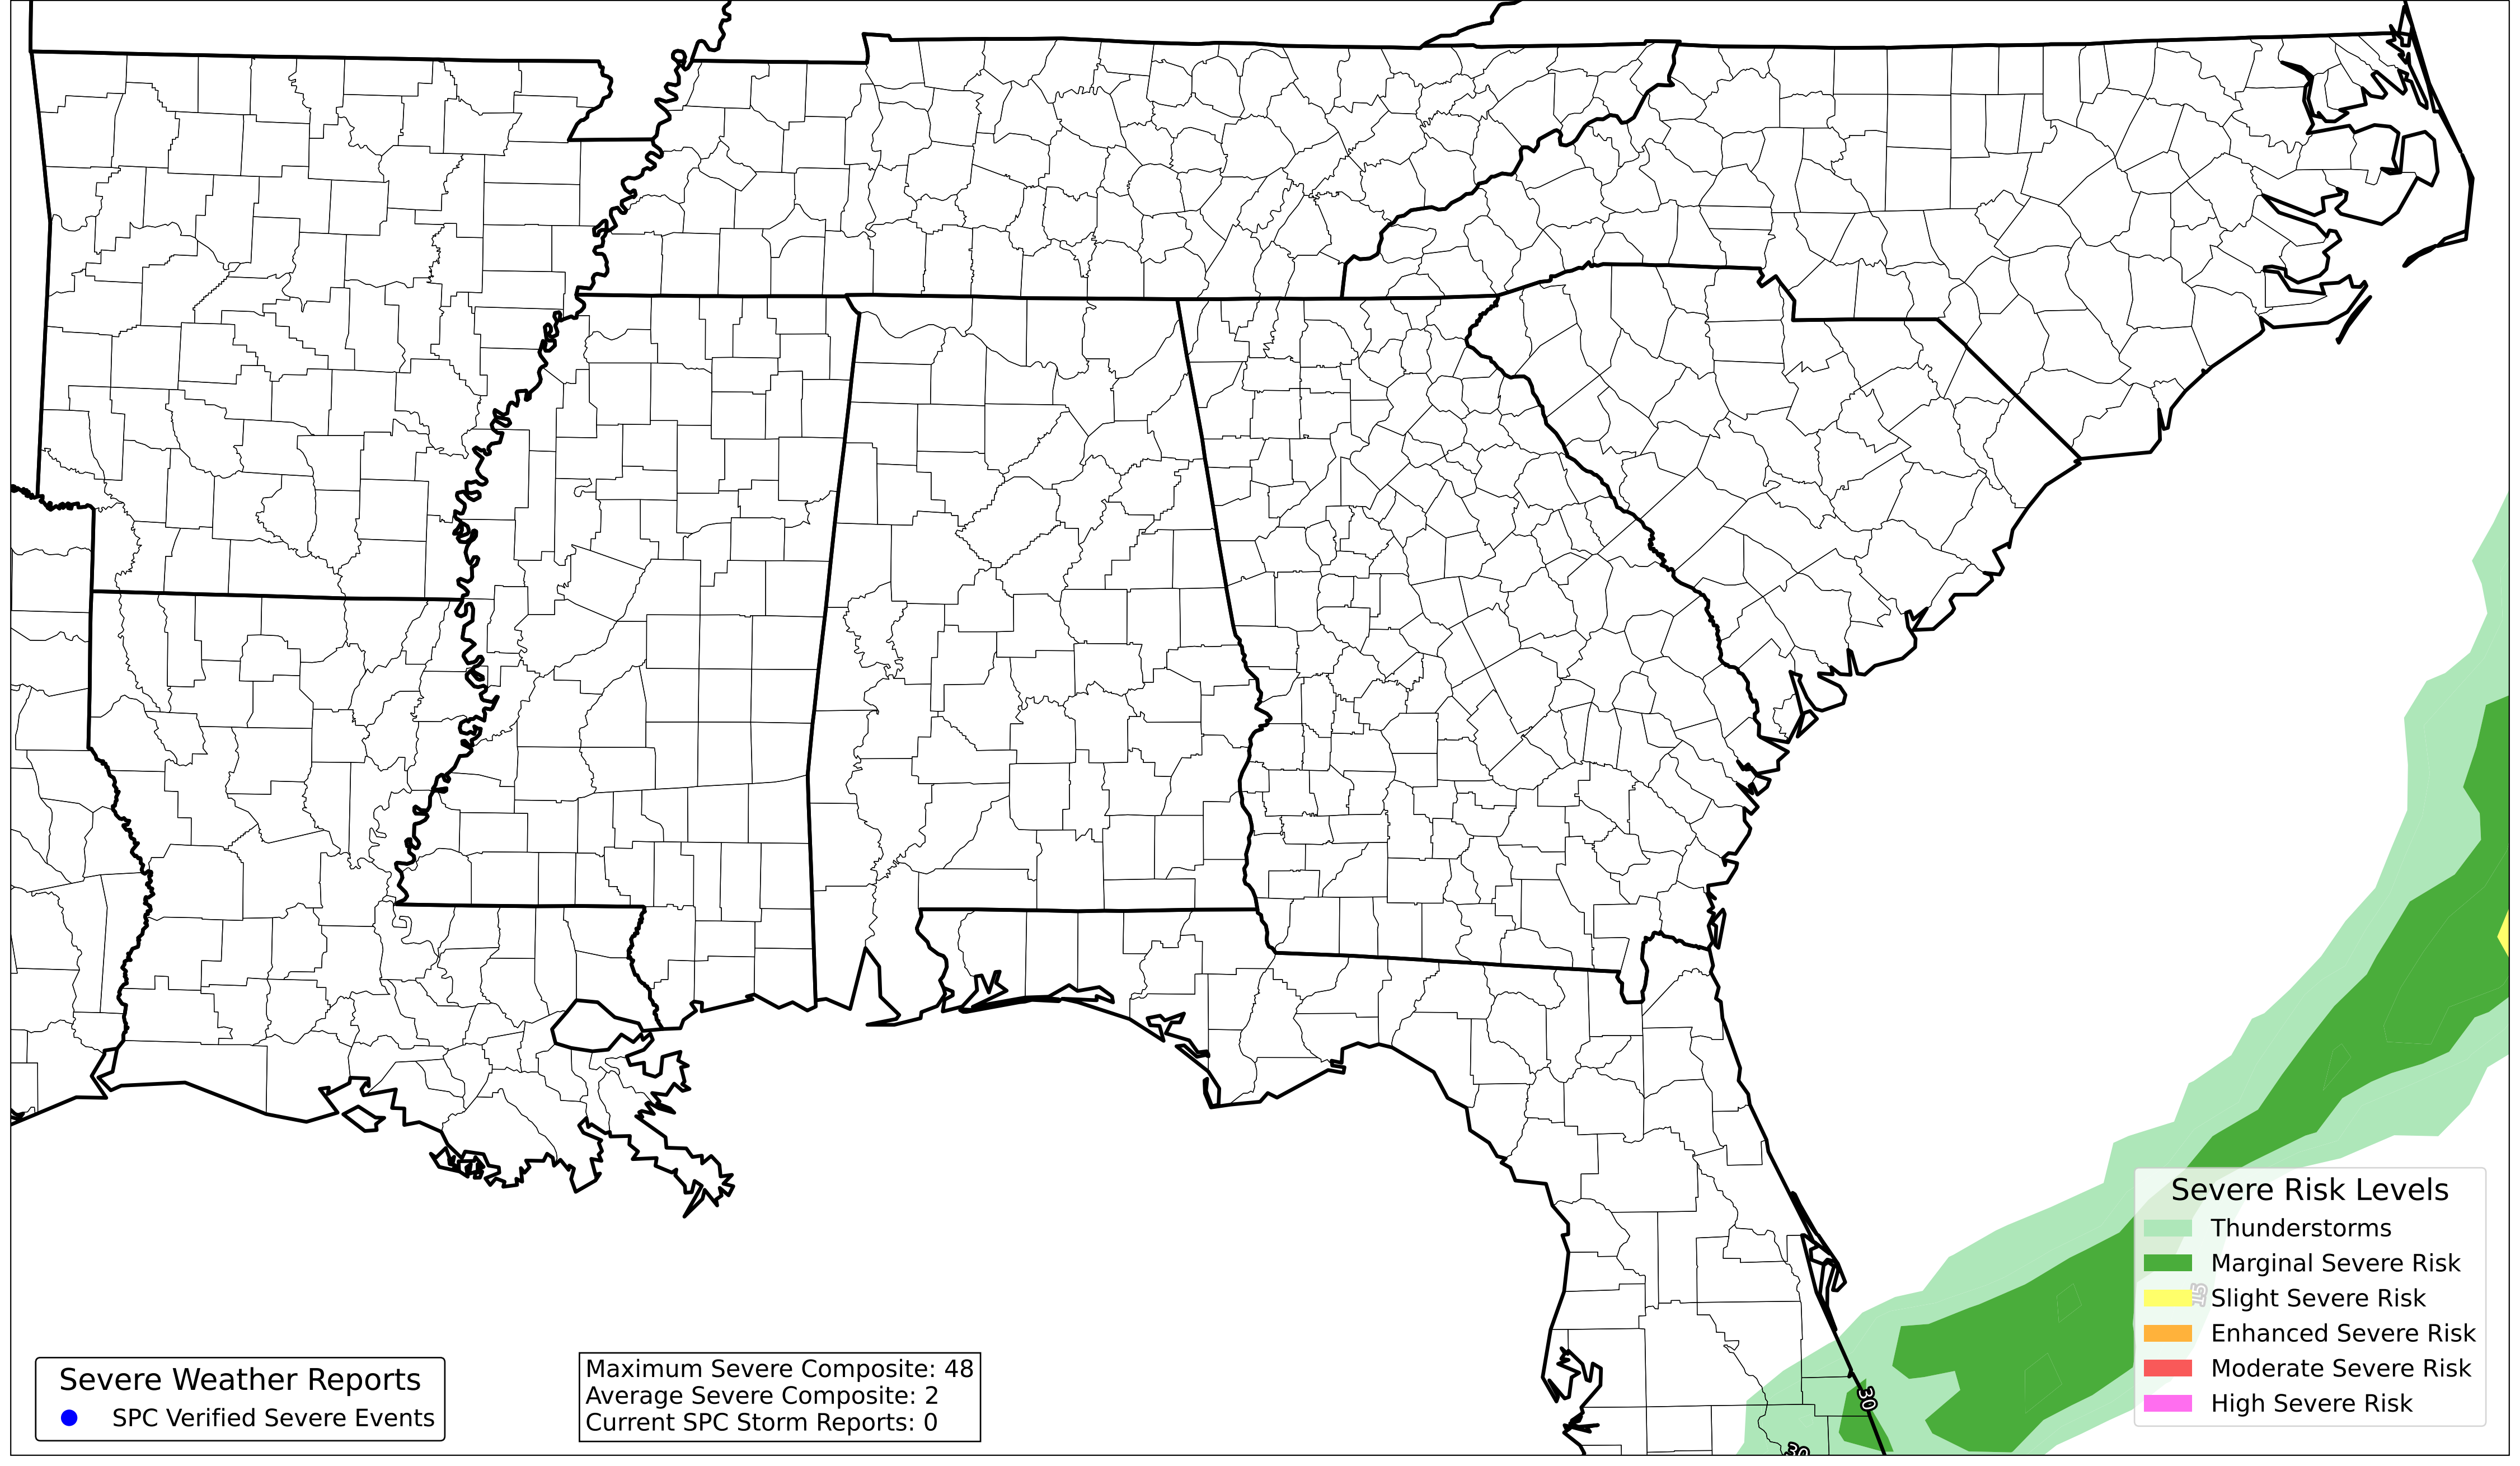 15
Severe Risk Levels
Thunderstorms
Marginal Severe Risk
Slight Severe Risk
Enhanced Severe Risk
Moderate Severe Risk
High Severe Risk
30
30
Severe Weather Reports
SPC Verified Severe Events
Maximum Severe Composite: 48
Average Severe Composite: 2
Current SPC Storm Reports: 0